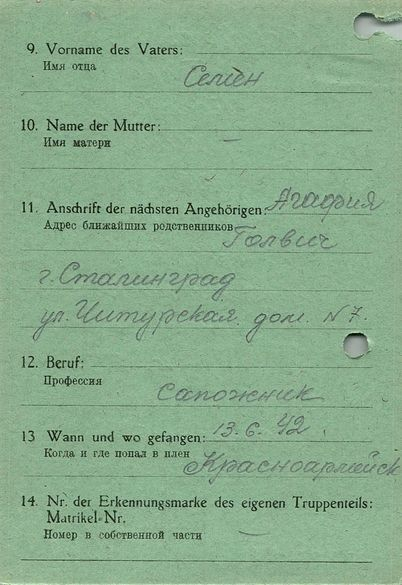 9. Vorname des Vaters:
Имя отца
Семён
10. Name der Mutter:
Имя матери
—
11. Anschrift der nächsten Angehörigen: Агафия
Адрес ближайших родственников Голвич
г. Сталинград
ул. Читурская дом. N 7.
12. Beruf:
Профессия
Сапожник
13 Wann und wo gefangen: 13. 6. 42.
Когда и где попал в плен
Красноармейск
14. Nr. der Erkennungsmarke des eigenen Truppenteils:
Matrikel-Nr.
Номер в собственной части —